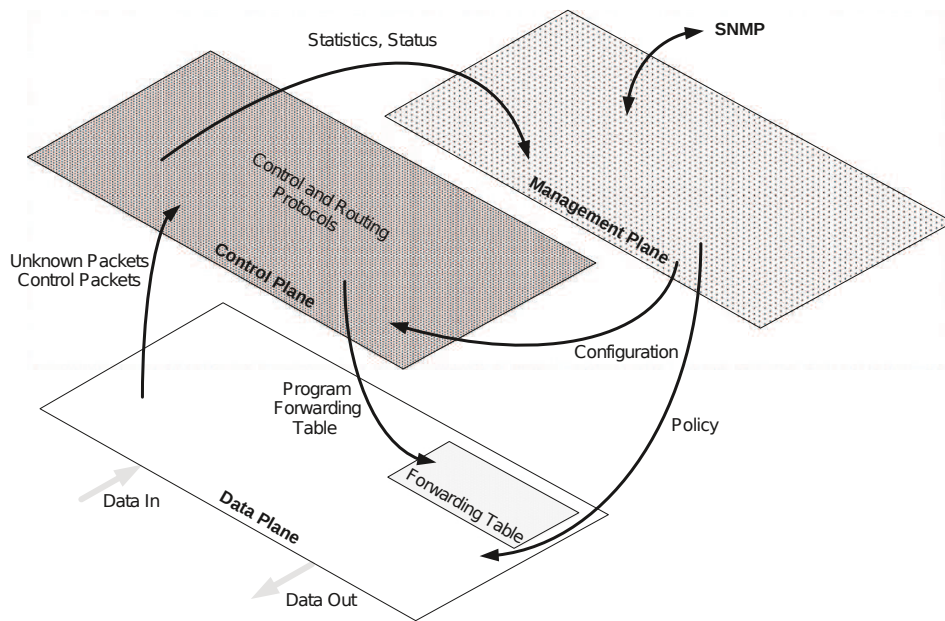 Statistics, Status
SNMP
Control and Routing
Protocols
Control Plane
Management Plane
Unknown Packets
Control Packets
Configuration
Program
Forwarding
Table
Policy
Forwarding Table
Data In
Data Plane
Data Out